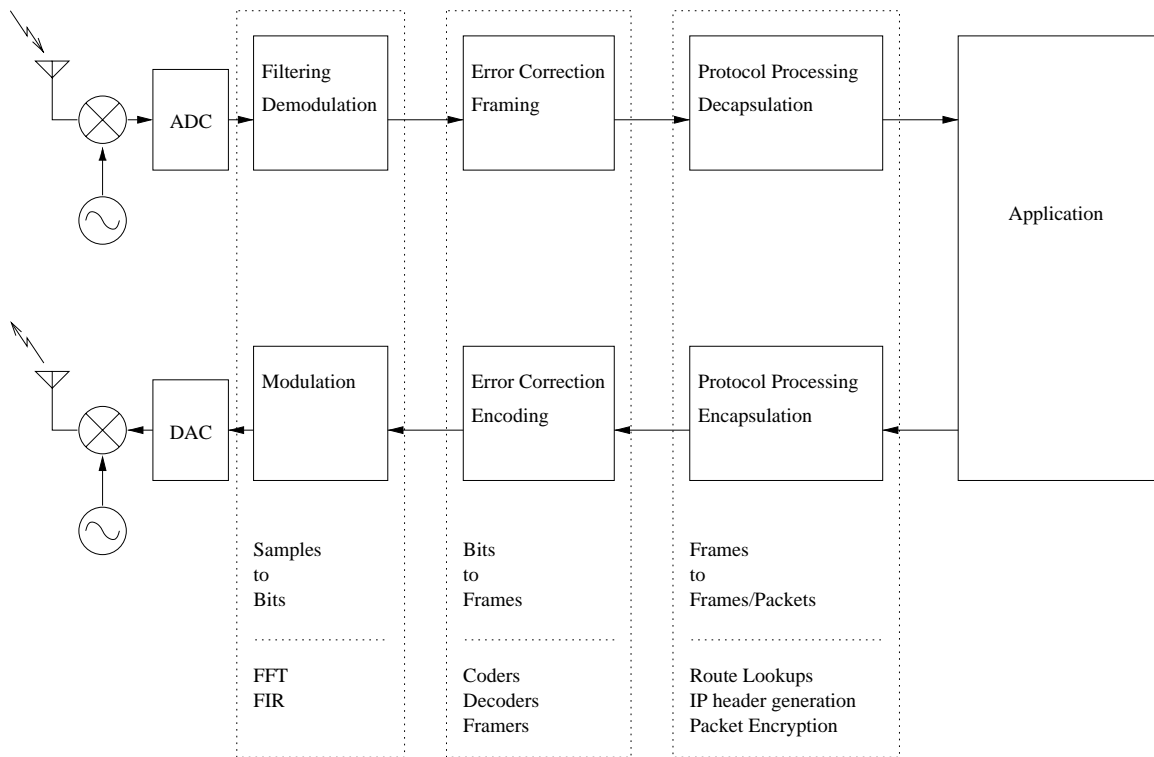 Filtering
Demodulation
Error Correction
Framing
Protocol Processing
Decapsulation
ADC
Application
Modulation
Error Correction
Encoding
Protocol Processing
Encapsulation
DAC
Samples
to
Bits
Bits
to
Frames
Frames
to
Frames/Packets
FFT
FIR
Coders
Decoders
Framers
Route Lookups
IP header generation
Packet Encryption